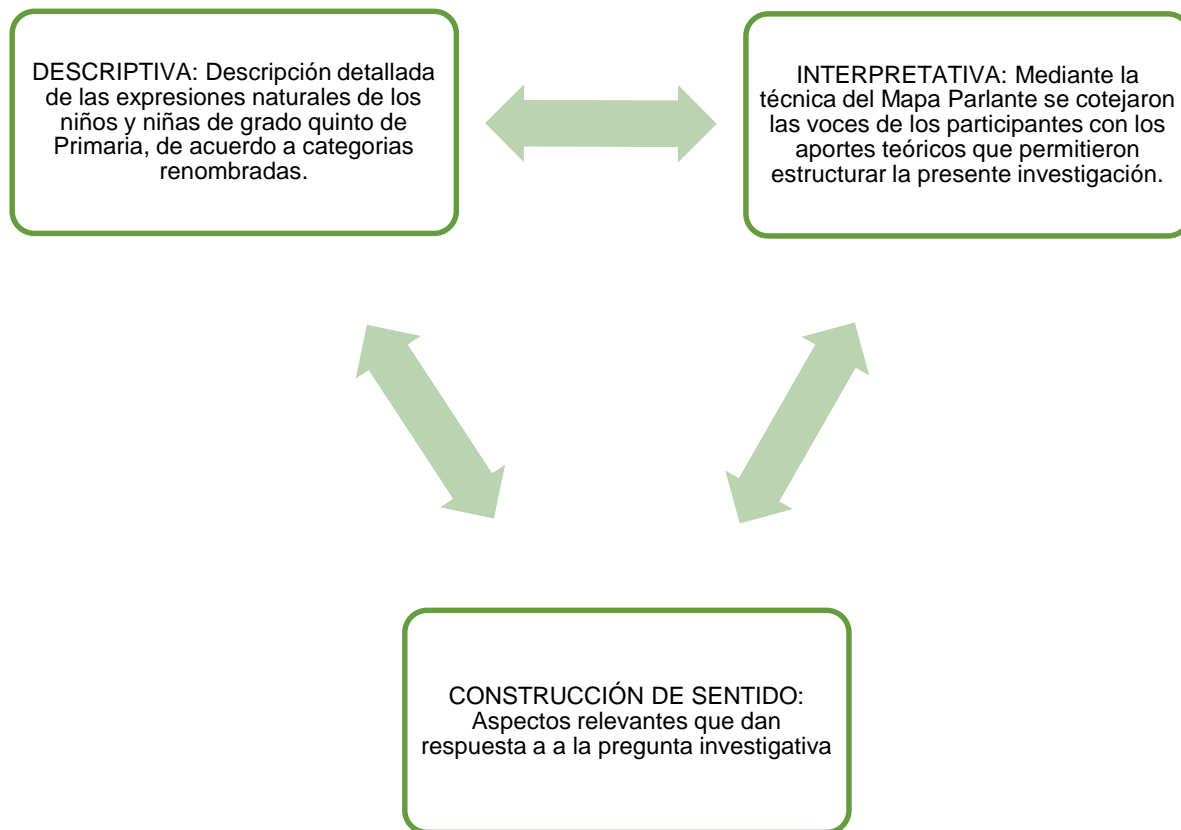 DESCRIPTIVA: Descripción detallada
de las expresiones naturales de los
niños y niñas de grado quinto de
Primaria, de acuerdo a categorias
renombradas.
INTERPRETATIVA: Mediante la
técnica del Mapa Parlante se cotejaron
las voces de los participantes con los
aportes teóricos que permitieron
estructurar la presente investigación.
CONSTRUCCIÓN DE SENTIDO:
Aspectos relevantes que dan
respuesta a a la pregunta investigativa